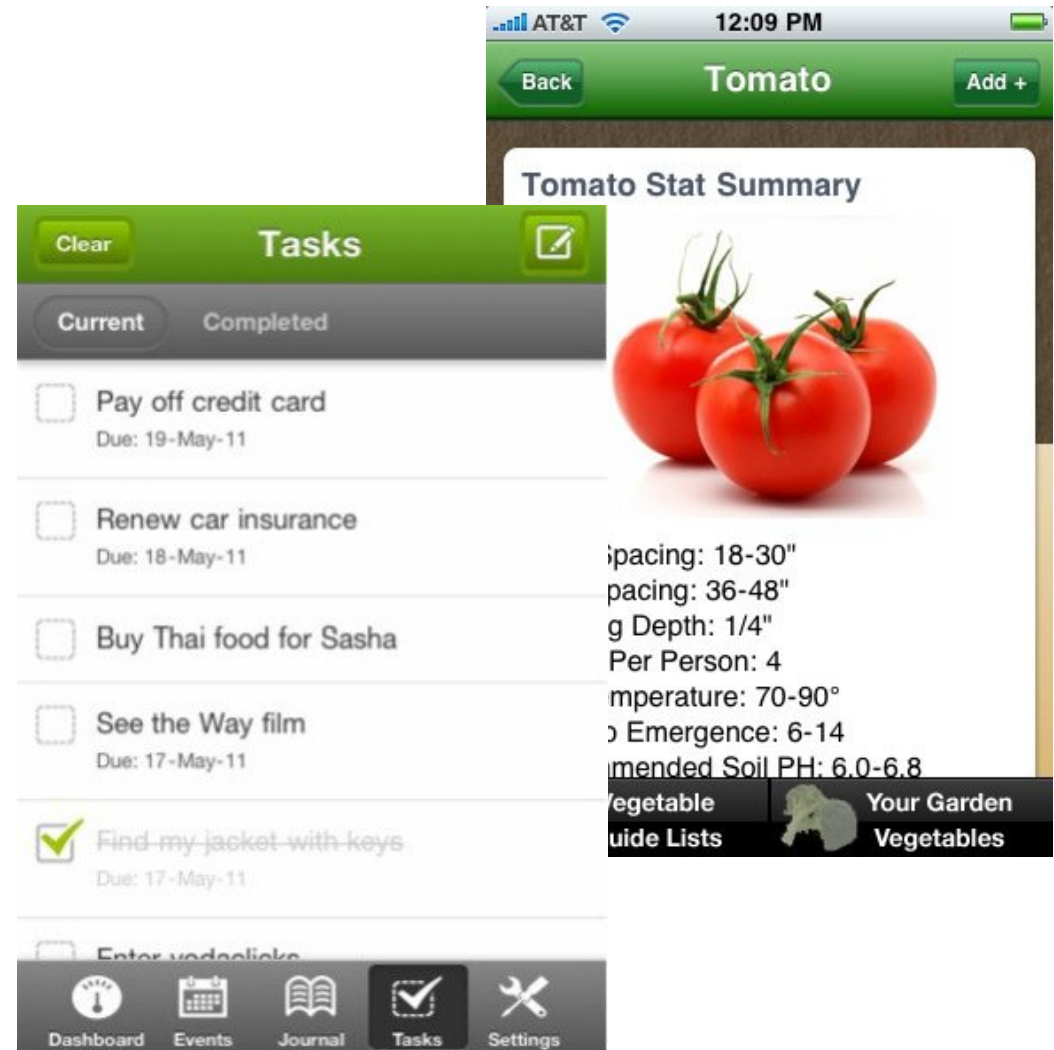 AT&T 12:09 PM
Back Tomato Add +
Tomato Stat Summary
Spacing: 18-30"
pacing: 36-48"
g Depth: 1/4"
Per Person: 4
mperature: 70-90°
o Emergence: 6-14
mended Soil PH: 6.0-6.8
Vegetable
uide Lists
Your Garden
Vegetables
Clear Tasks
Current Completed
Pay off credit card
Due: 19-May-11
Renew car insurance
Due: 18-May-11
Buy Thai food for Sasha
See the Way film
Due: 17-May-11
Find my jacket with keys
Due: 17-May-11
Enter vodaclicks
Dashboard Events Journal Tasks Settings